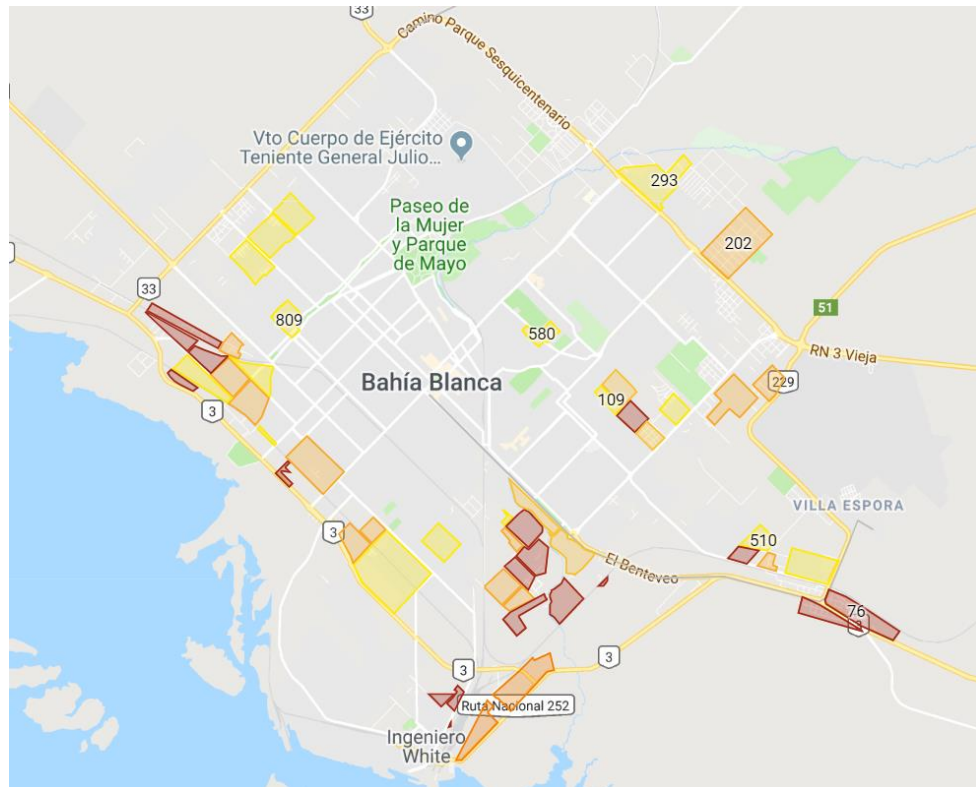 33
Camino Parque Sesquicentenario
Vto Cuerpo de Ejército
Teniente General Julio...
293
Paseo de
la Mujer
y Parque
de Mayo
202
33
809
51
580
RN 3 Vieja
Bahía Blanca
229
109
3
VILLA ESPORA
3
510
El Benteveo
76
3
3
3
Ruta Nacional 252
Ingeniero
White